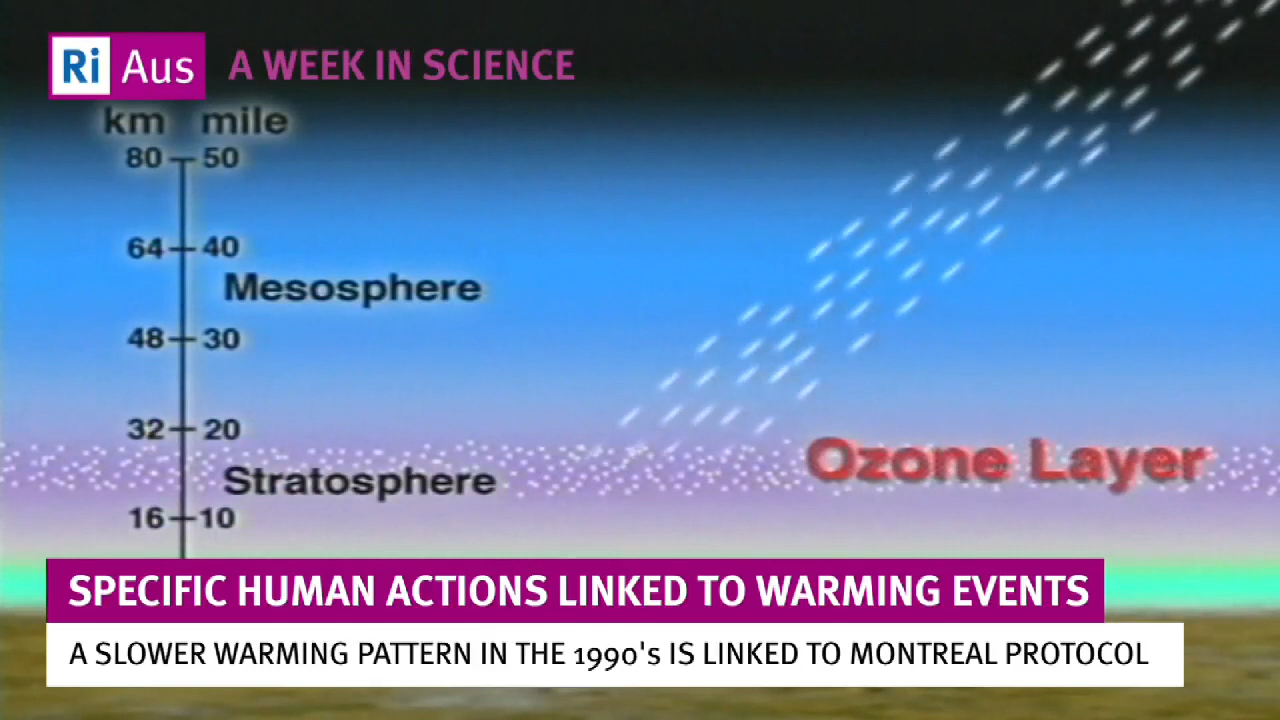 Ri Aus A WEEK IN SCIENCE
km mile
80 50
64 40
Mesosphere
48 30
32 20
Ozone Layer
Stratosphere
16 10
SPECIFIC HUMAN ACTIONS LINKED TO WARMING EVENTS
A SLOWER WARMING PATTERN IN THE 1990's IS LINKED TO MONTREAL PROTOCOL